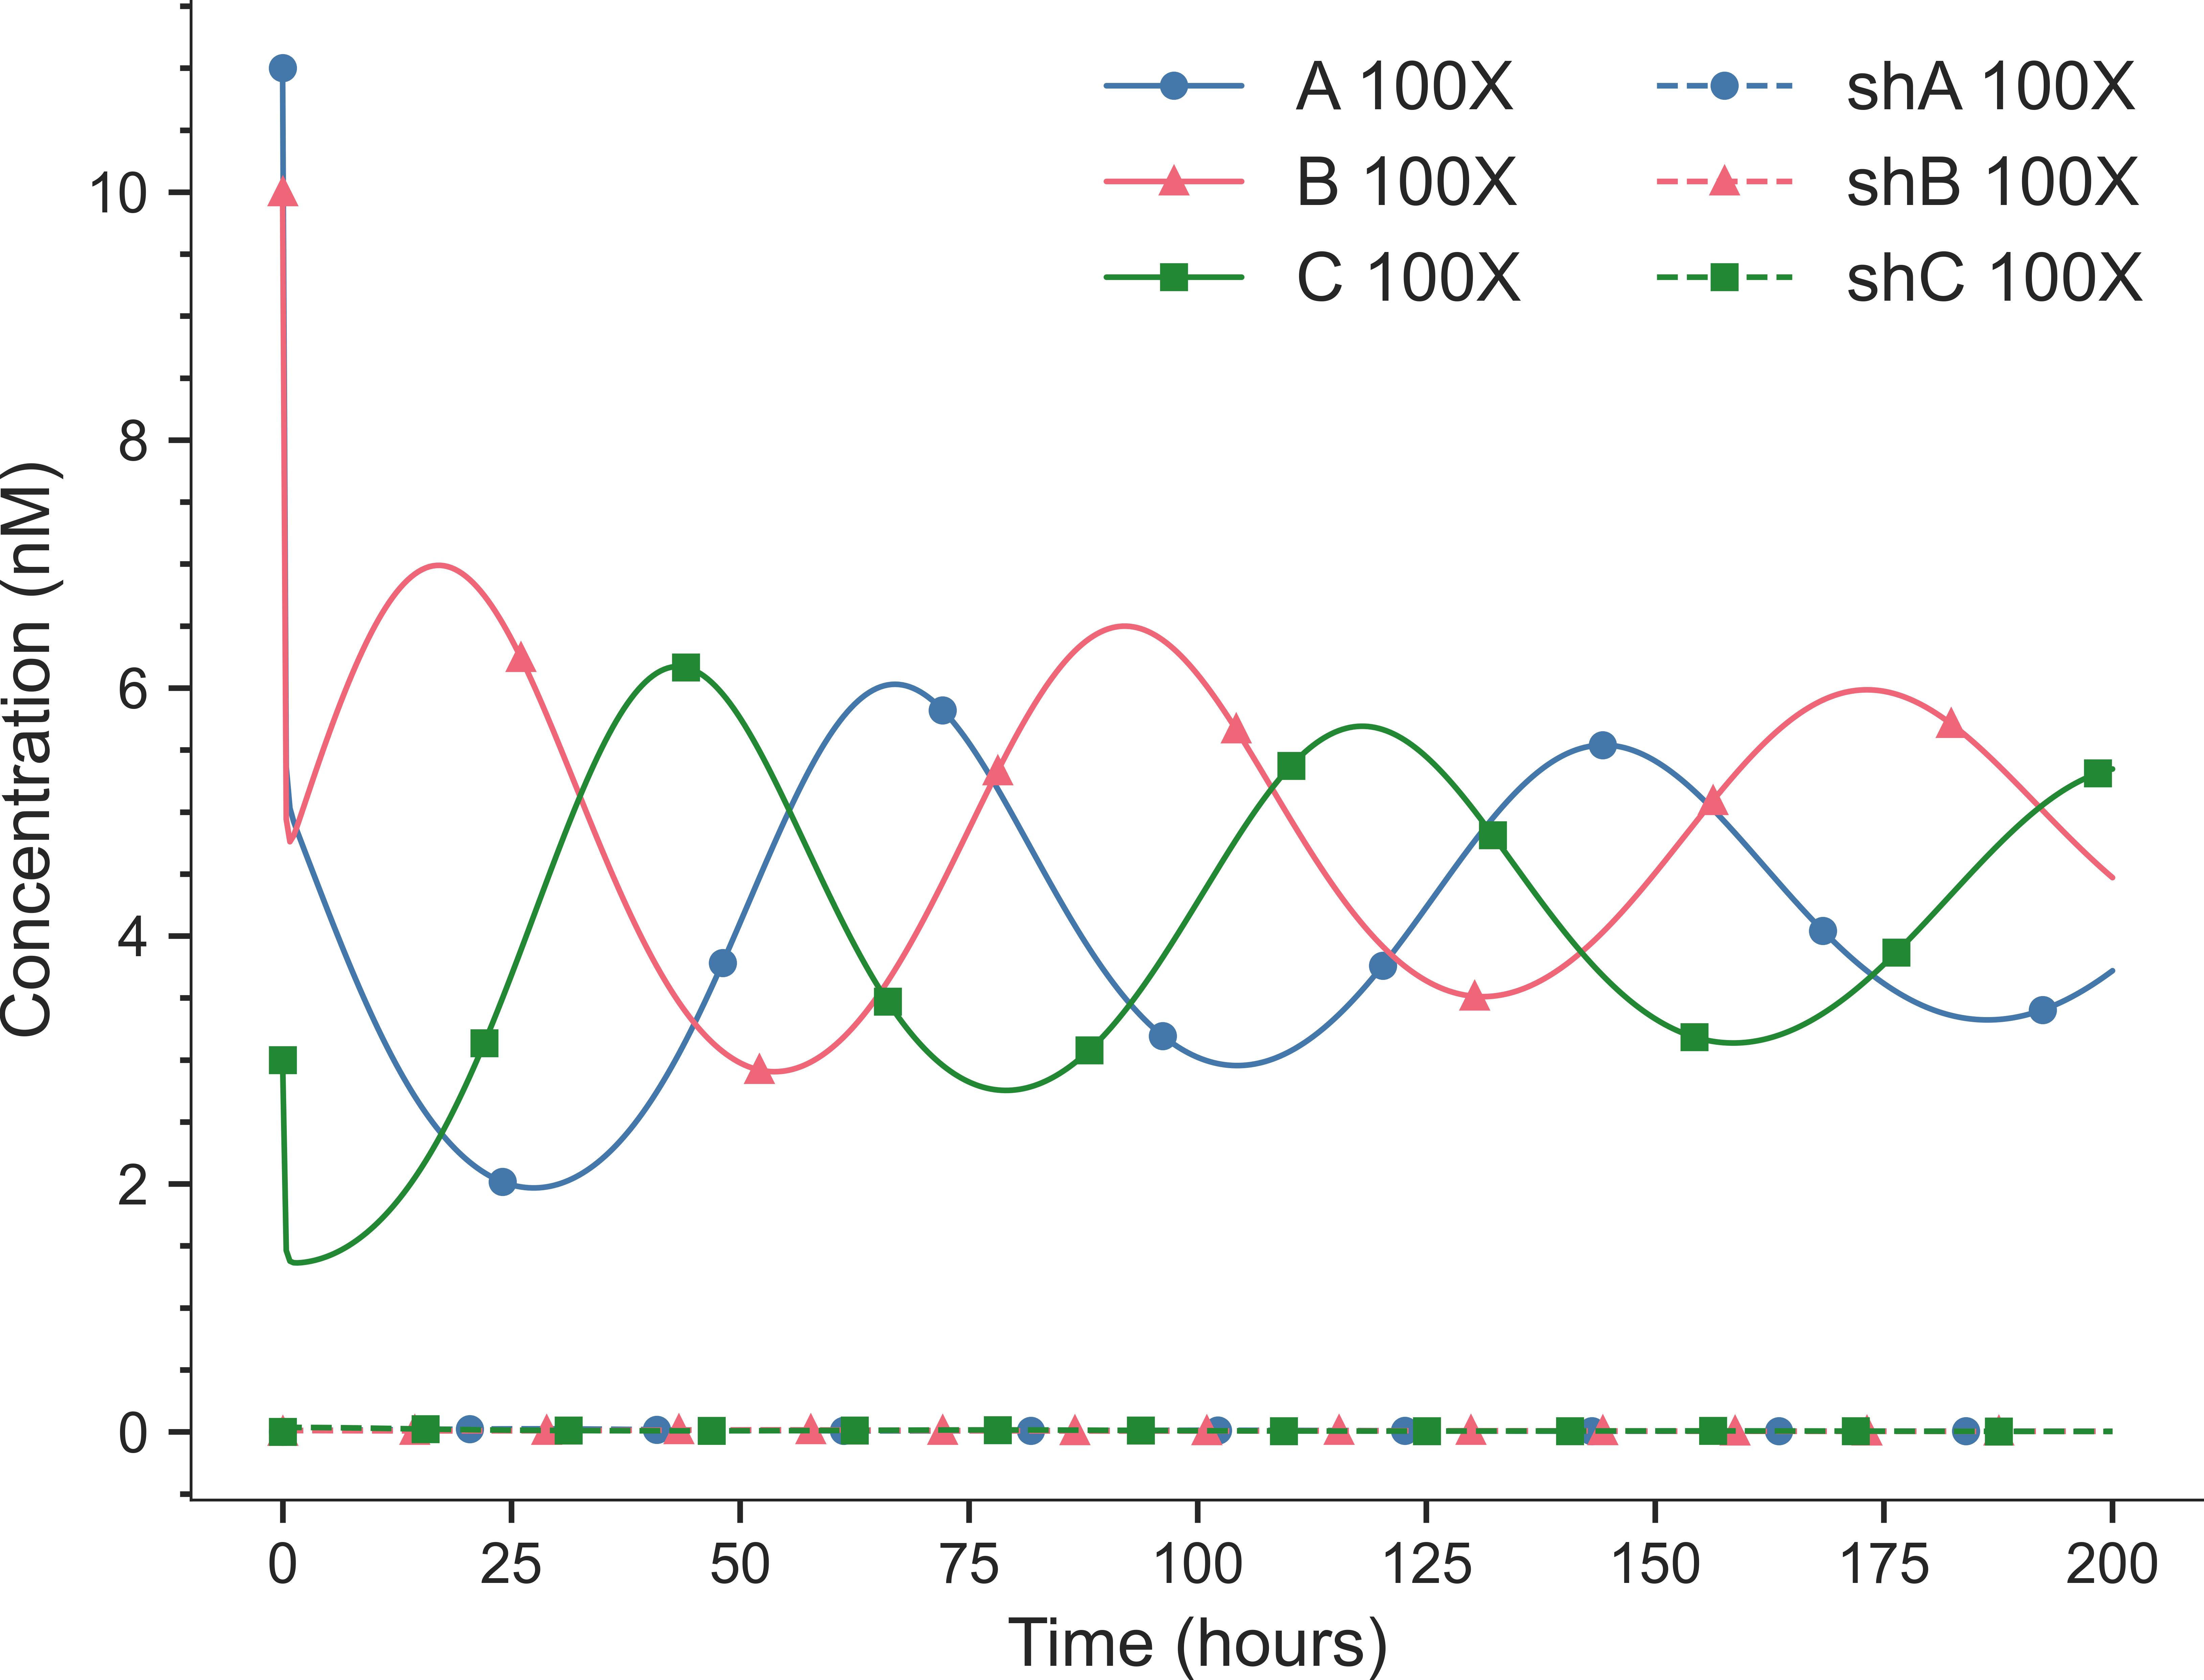 A 100X
B 100X
C 100X
shA 100X
shB 100X
shC 100X
Concentration (nM)
10
8
6
4
2
0
0 25 50 75 100 125 150 175 200
Time (hours)